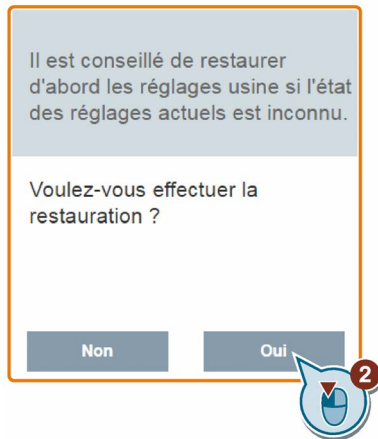 Il est conseillé de restaurer
d'abord les réglages usine si l'état
des réglages actuels est inconnu.
Voulez-vous effectuer la
restauration ?
Non
Oui
2